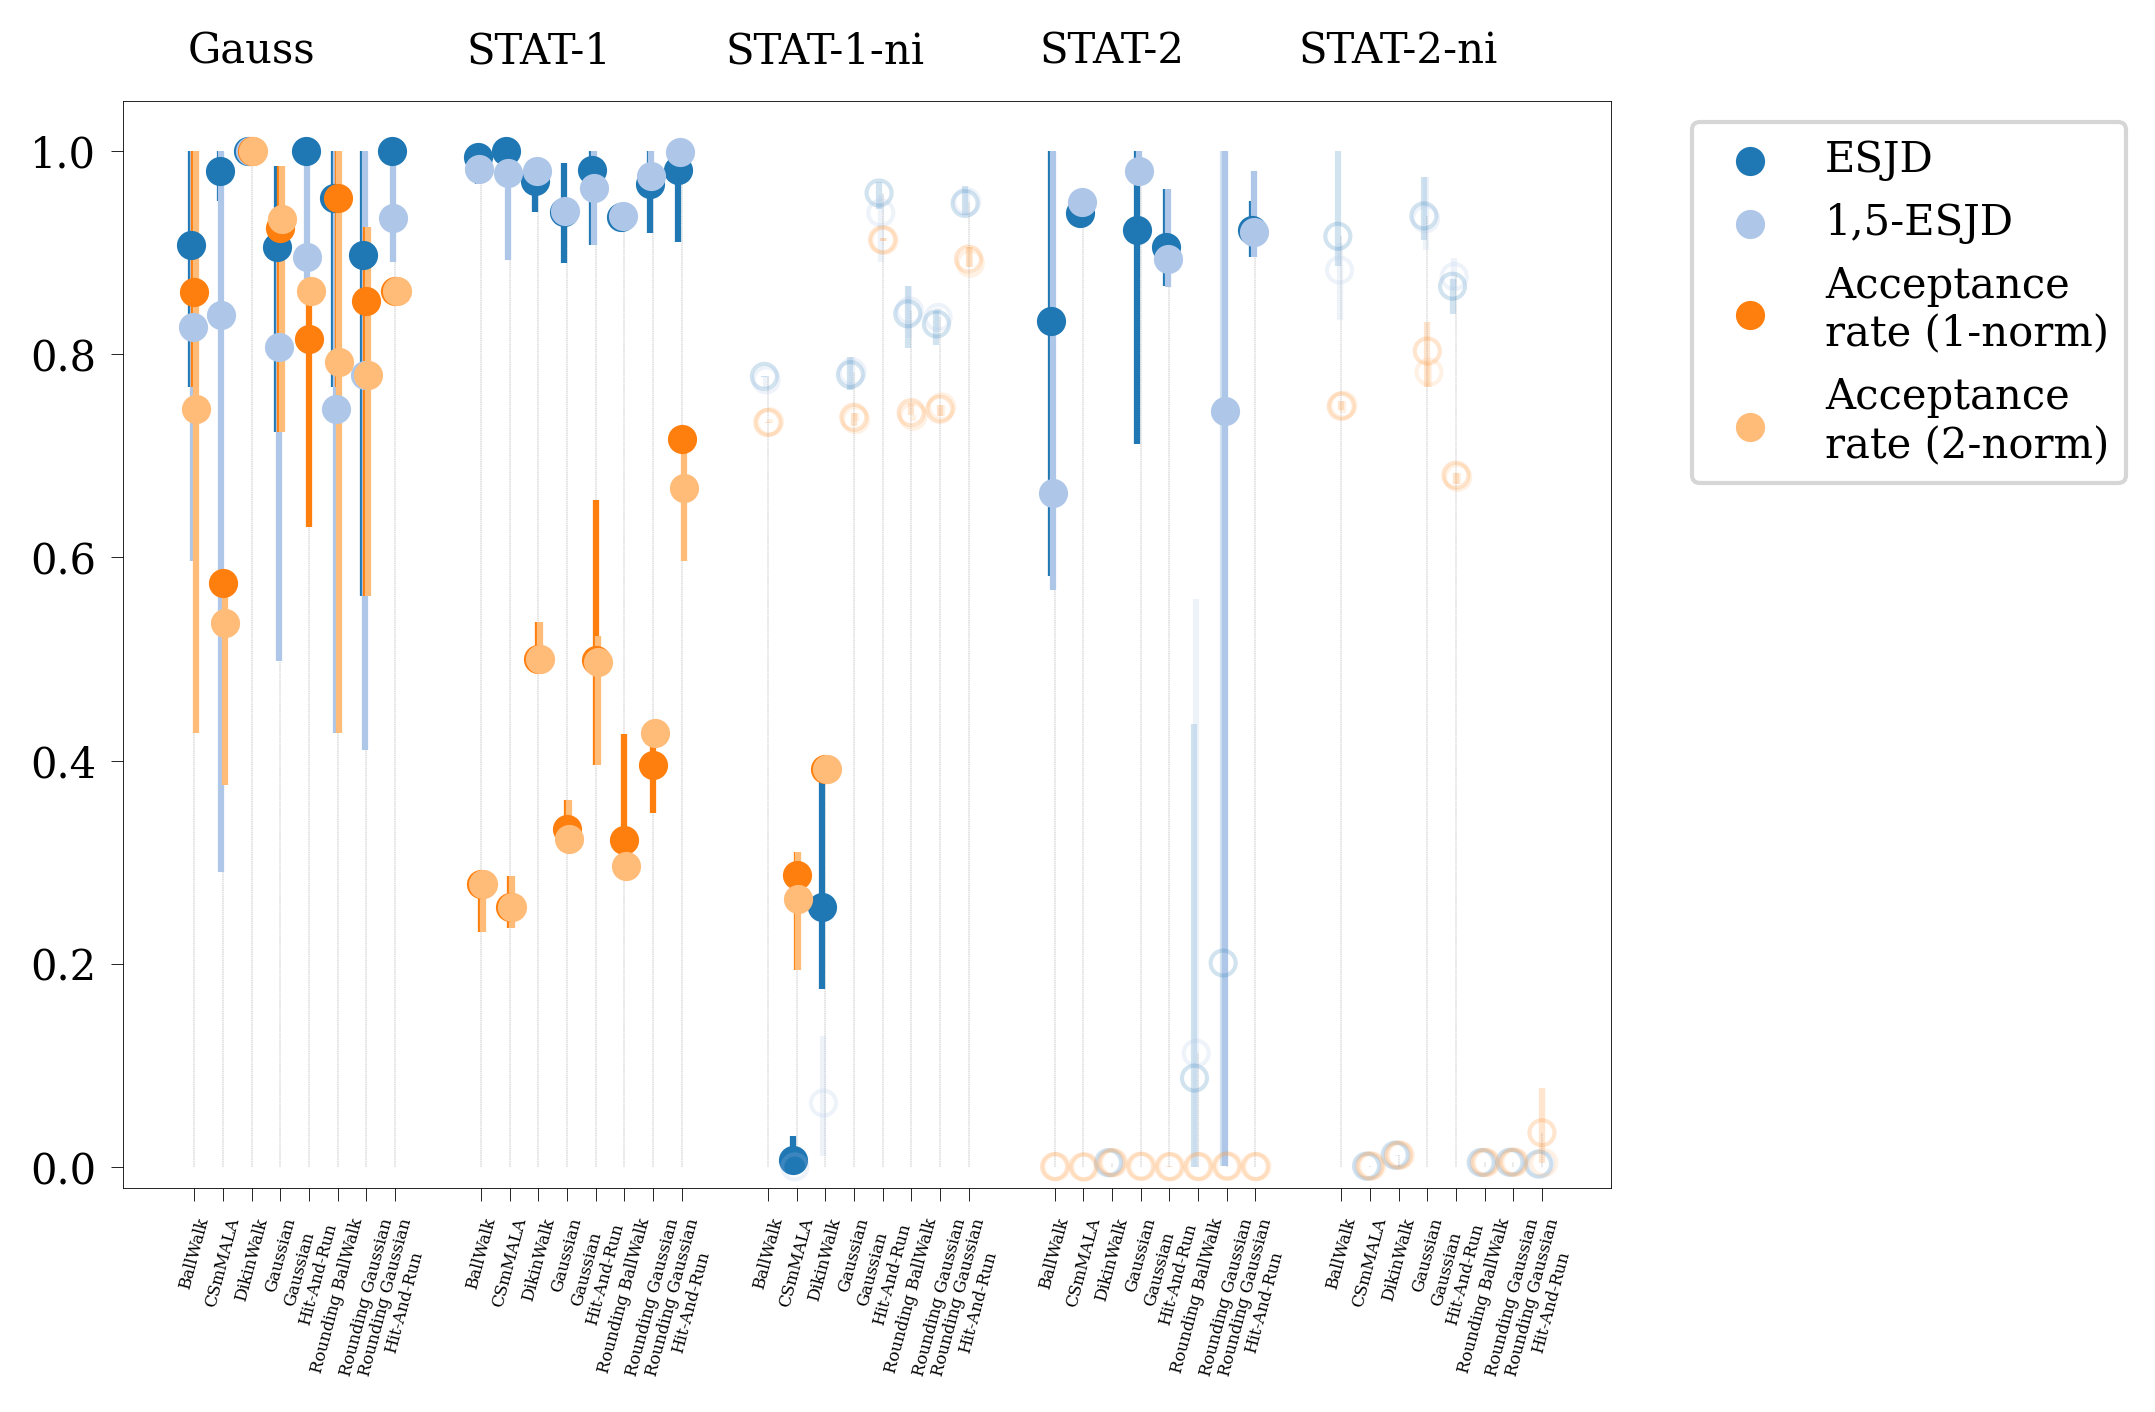 Gauss STAT-1 STAT-1-ni STAT-2 STAT-2-ni
1.0
0.8
0.6
0.4
0.2
0.0
ESJD
1,5-ESJD
Acceptance
rate (1-norm)
Acceptance
rate (2-norm)
BallWalk
CSmMALA
DikinWalk
Gaussian
Gaussian
Hit-And-Run
Rounding BallWalk
Rounding Gaussian
Rounding Gaussian
Hit-And-Run
BallWalk
CSmMALA
DikinWalk
Gaussian
Gaussian
Hit-And-Run
Rounding BallWalk
Rounding Gaussian
Rounding Gaussian
Hit-And-Run
BallWalk
CSmMALA
DikinWalk
Gaussian
Gaussian
Hit-And-Run
Rounding BallWalk
Rounding Gaussian
Rounding Gaussian
Hit-And-Run
BallWalk
CSmMALA
DikinWalk
Gaussian
Gaussian
Hit-And-Run
Rounding BallWalk
Rounding Gaussian
Rounding Gaussian
Hit-And-Run
BallWalk
CSmMALA
DikinWalk
Gaussian
Gaussian
Hit-And-Run
Rounding BallWalk
Rounding Gaussian
Rounding Gaussian
Hit-And-Run